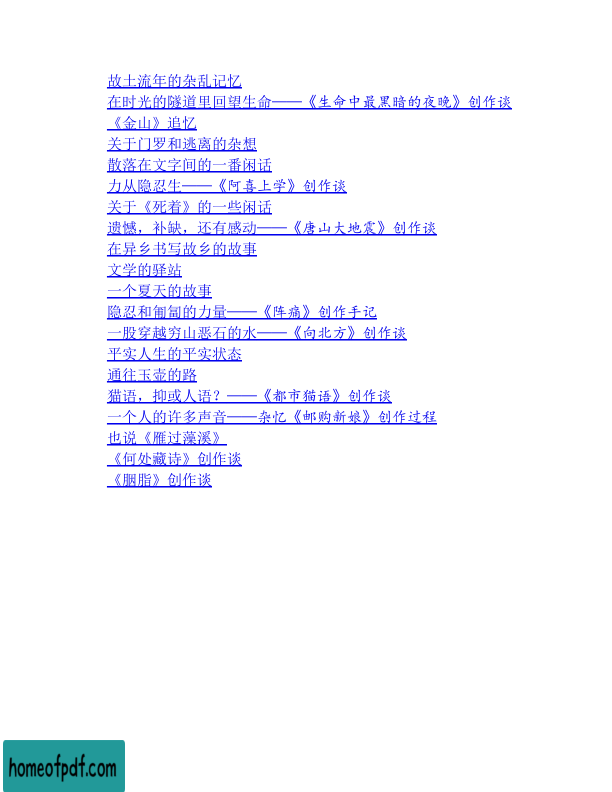 故土流年的杂乱记忆
在时光的隧道里回望生命——《生命中最黑暗的夜晚》创作谈
《金山》追忆
关于门罗和逃离的杂想
散落在文字间的一番闲话
力从隐忍生——《阿喜上学》创作谈
关于《死着》的一些闲话
遗憾，补缺，还有感动——《唐山大地震》创作谈
在异乡书写故乡的故事
文学的驿站
一个夏天的故事
隐忍和匍匐的力量——《阵痛》创作手记
一股穿越穷山恶石的水——《向北方》创作谈
平实人生的平实状态
通往玉壶的路
猫语，抑或人语？——《都市猫语》创作谈
一个人的许多声音——杂忆《邮购新娘》创作过程
也说《雁过藻溪》
《何处藏诗》创作谈
《胭脂》创作谈
homeofpdf.com